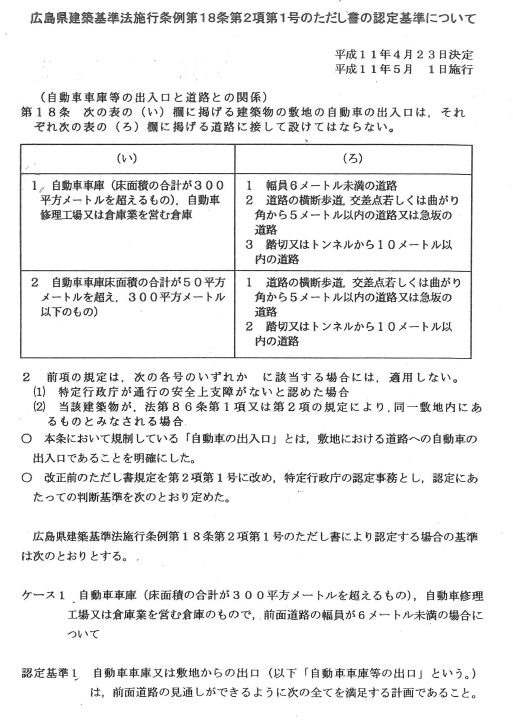 広島県建築基準法施行条例第18条第2項第1号のただし書の認定基準について
平成11年4月23日決定
平成11年5月　1日施行
（自動車車庫等の出入口と道路との関係）
第18条　次の表の（い）欄に掲げる建築物の敷地の自動車の出入口は，それ
ぞれ次の表の（ろ）欄に掲げる道路に接して設けてはならない。
（い）
（ろ）
1　自動車車庫（床面積の合計が300
平方メートルを超えるもの），自動車
修理工場又は倉庫業を営む倉庫
1　幅員6メートル未満の道路
2　道路の横断歩道，交差点若しくは曲がり
角から5メートル以内の道路又は急坂の
道路
3　踏切又はトンネルから10メートル以
内の道路
2　自動車車庫床面積の合計が50平方
メートルを超え，300平方メートル
以下のもの）
1　道路の横断歩道，交差点若しくは曲がり
角から5メートル以内の道路又は急坂の
道路
2　踏切又はトンネルから10メートル以
内の道路
2　前項の規定は，次の各号のいずれか　に該当する場合には，適用しない。
(1)　特定行政庁が通行の安全上支障がないと認めた場合
(2)　当該建築物が，法第86条第1項又は第2項の規定により，同一敷地内にあ
るものとみなされる場合
○　本条において規制している「自動車の出入口」とは，敷地における道路への自動車の
出入口であることを明確にした。
○　改正前のただし書規定を第2項第1号に改め，特定行政庁の認定事務とし，認定にあ
たっての判断基準を次のとおり定めた。
広島県建築基準法施行条例第18条第2項第1号のただし書により認定する場合の基準
は次のとおりとする。
ケース1　自動車車庫（床面積の合計が300平方メートルを超えるもの），自動車修理
工場又は倉庫業を営む倉庫のもので，前面道路の幅員が6メートル未満の場合に
ついて
認定基準1　自動車車庫又は敷地からの出口（以下「自動車車庫等の出口」という。）
は，前面道路の見通しができるように次の全てを満足する計画であること。